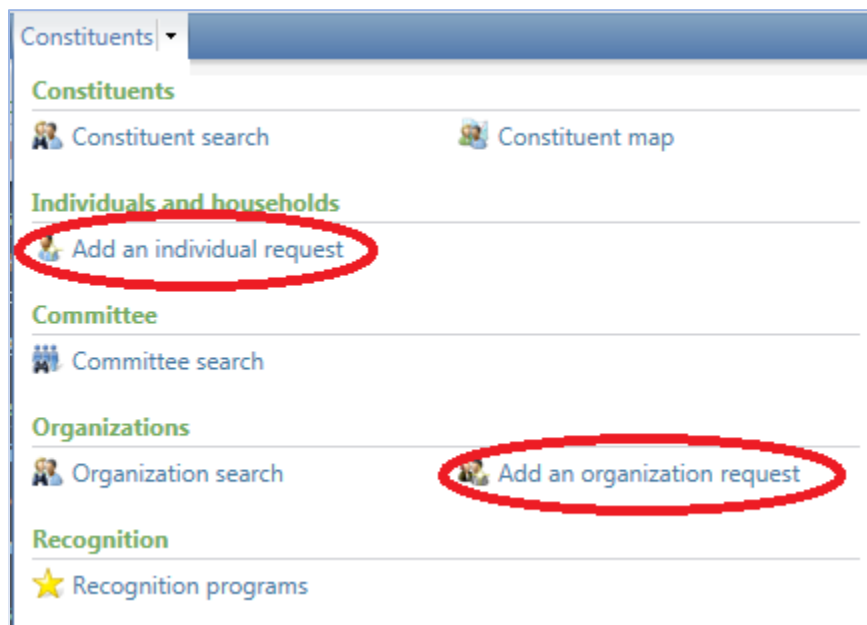 Constituents
Constituents
Constituent search
Constituent map
Individuals and households
Add an individual request
Committee
Committee search
Organizations
Organization search
Add an organization request
Recognition
Recognition programs